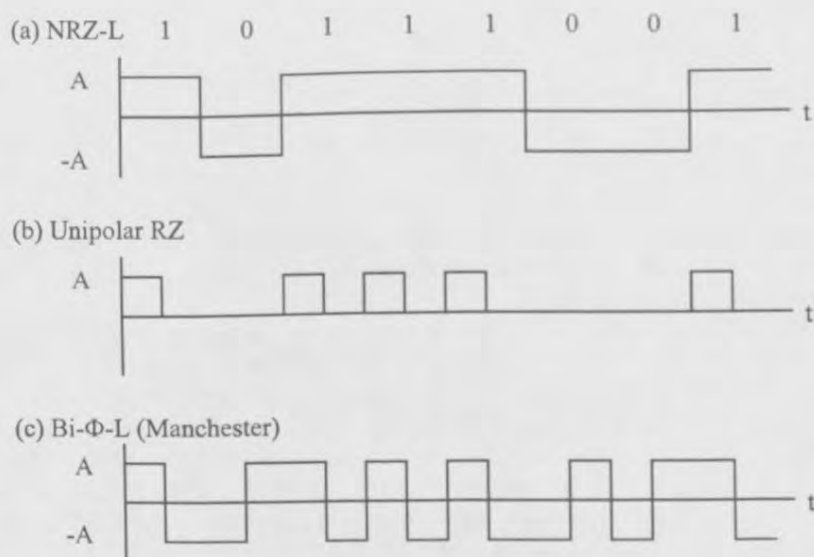 (a) NRZ-L 1 0 1 1 1 0 0 1
A
t
-A
(b) Unipolar RZ
A
t
(c) Bi-Φ-L (Manchester)
A
t
-A